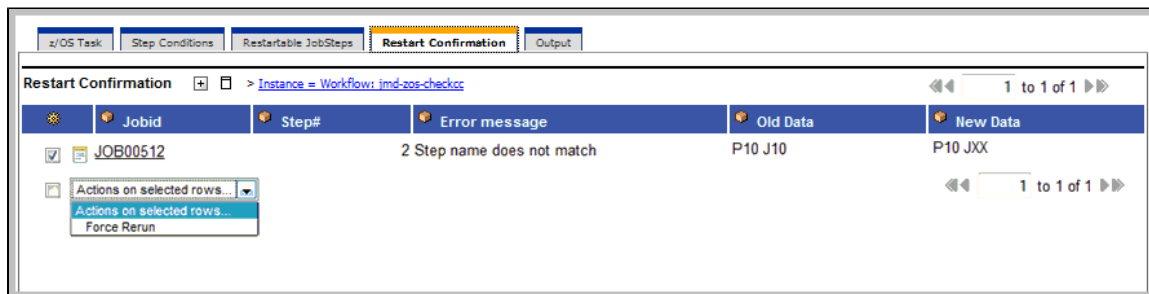 z/OS Task Step Conditions Restartable JobSteps Restart Confirmation Output
Restart Confirmation > Instance = Workflow: jmd-zos-checkcc 1 to 1 of 1
Jobid Step# Error message Old Data New Data
JOB00512 2 Step name does not match P10 J10 P10 JXX
Actions on selected rows... 1 to 1 of 1
Actions on selected rows...
Force Rerun